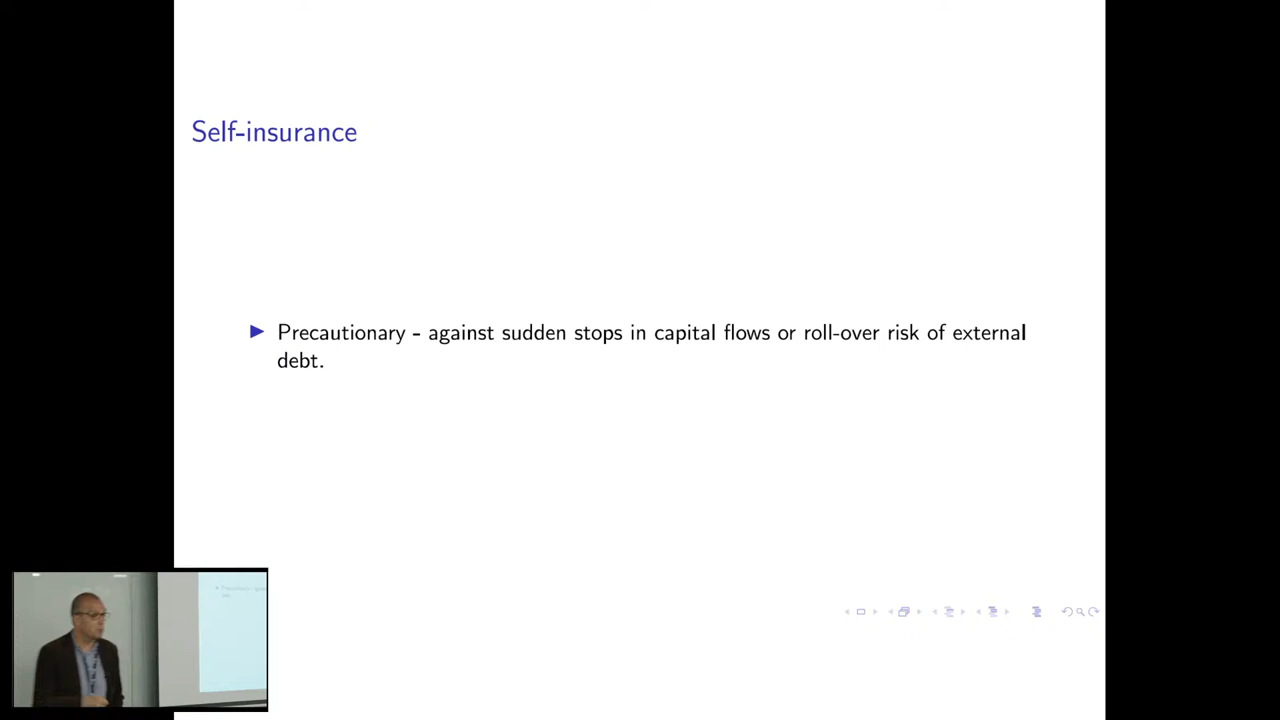 Self-insurance
Precautionary - against sudden stops in capital flows or roll-over risk of external
debt.